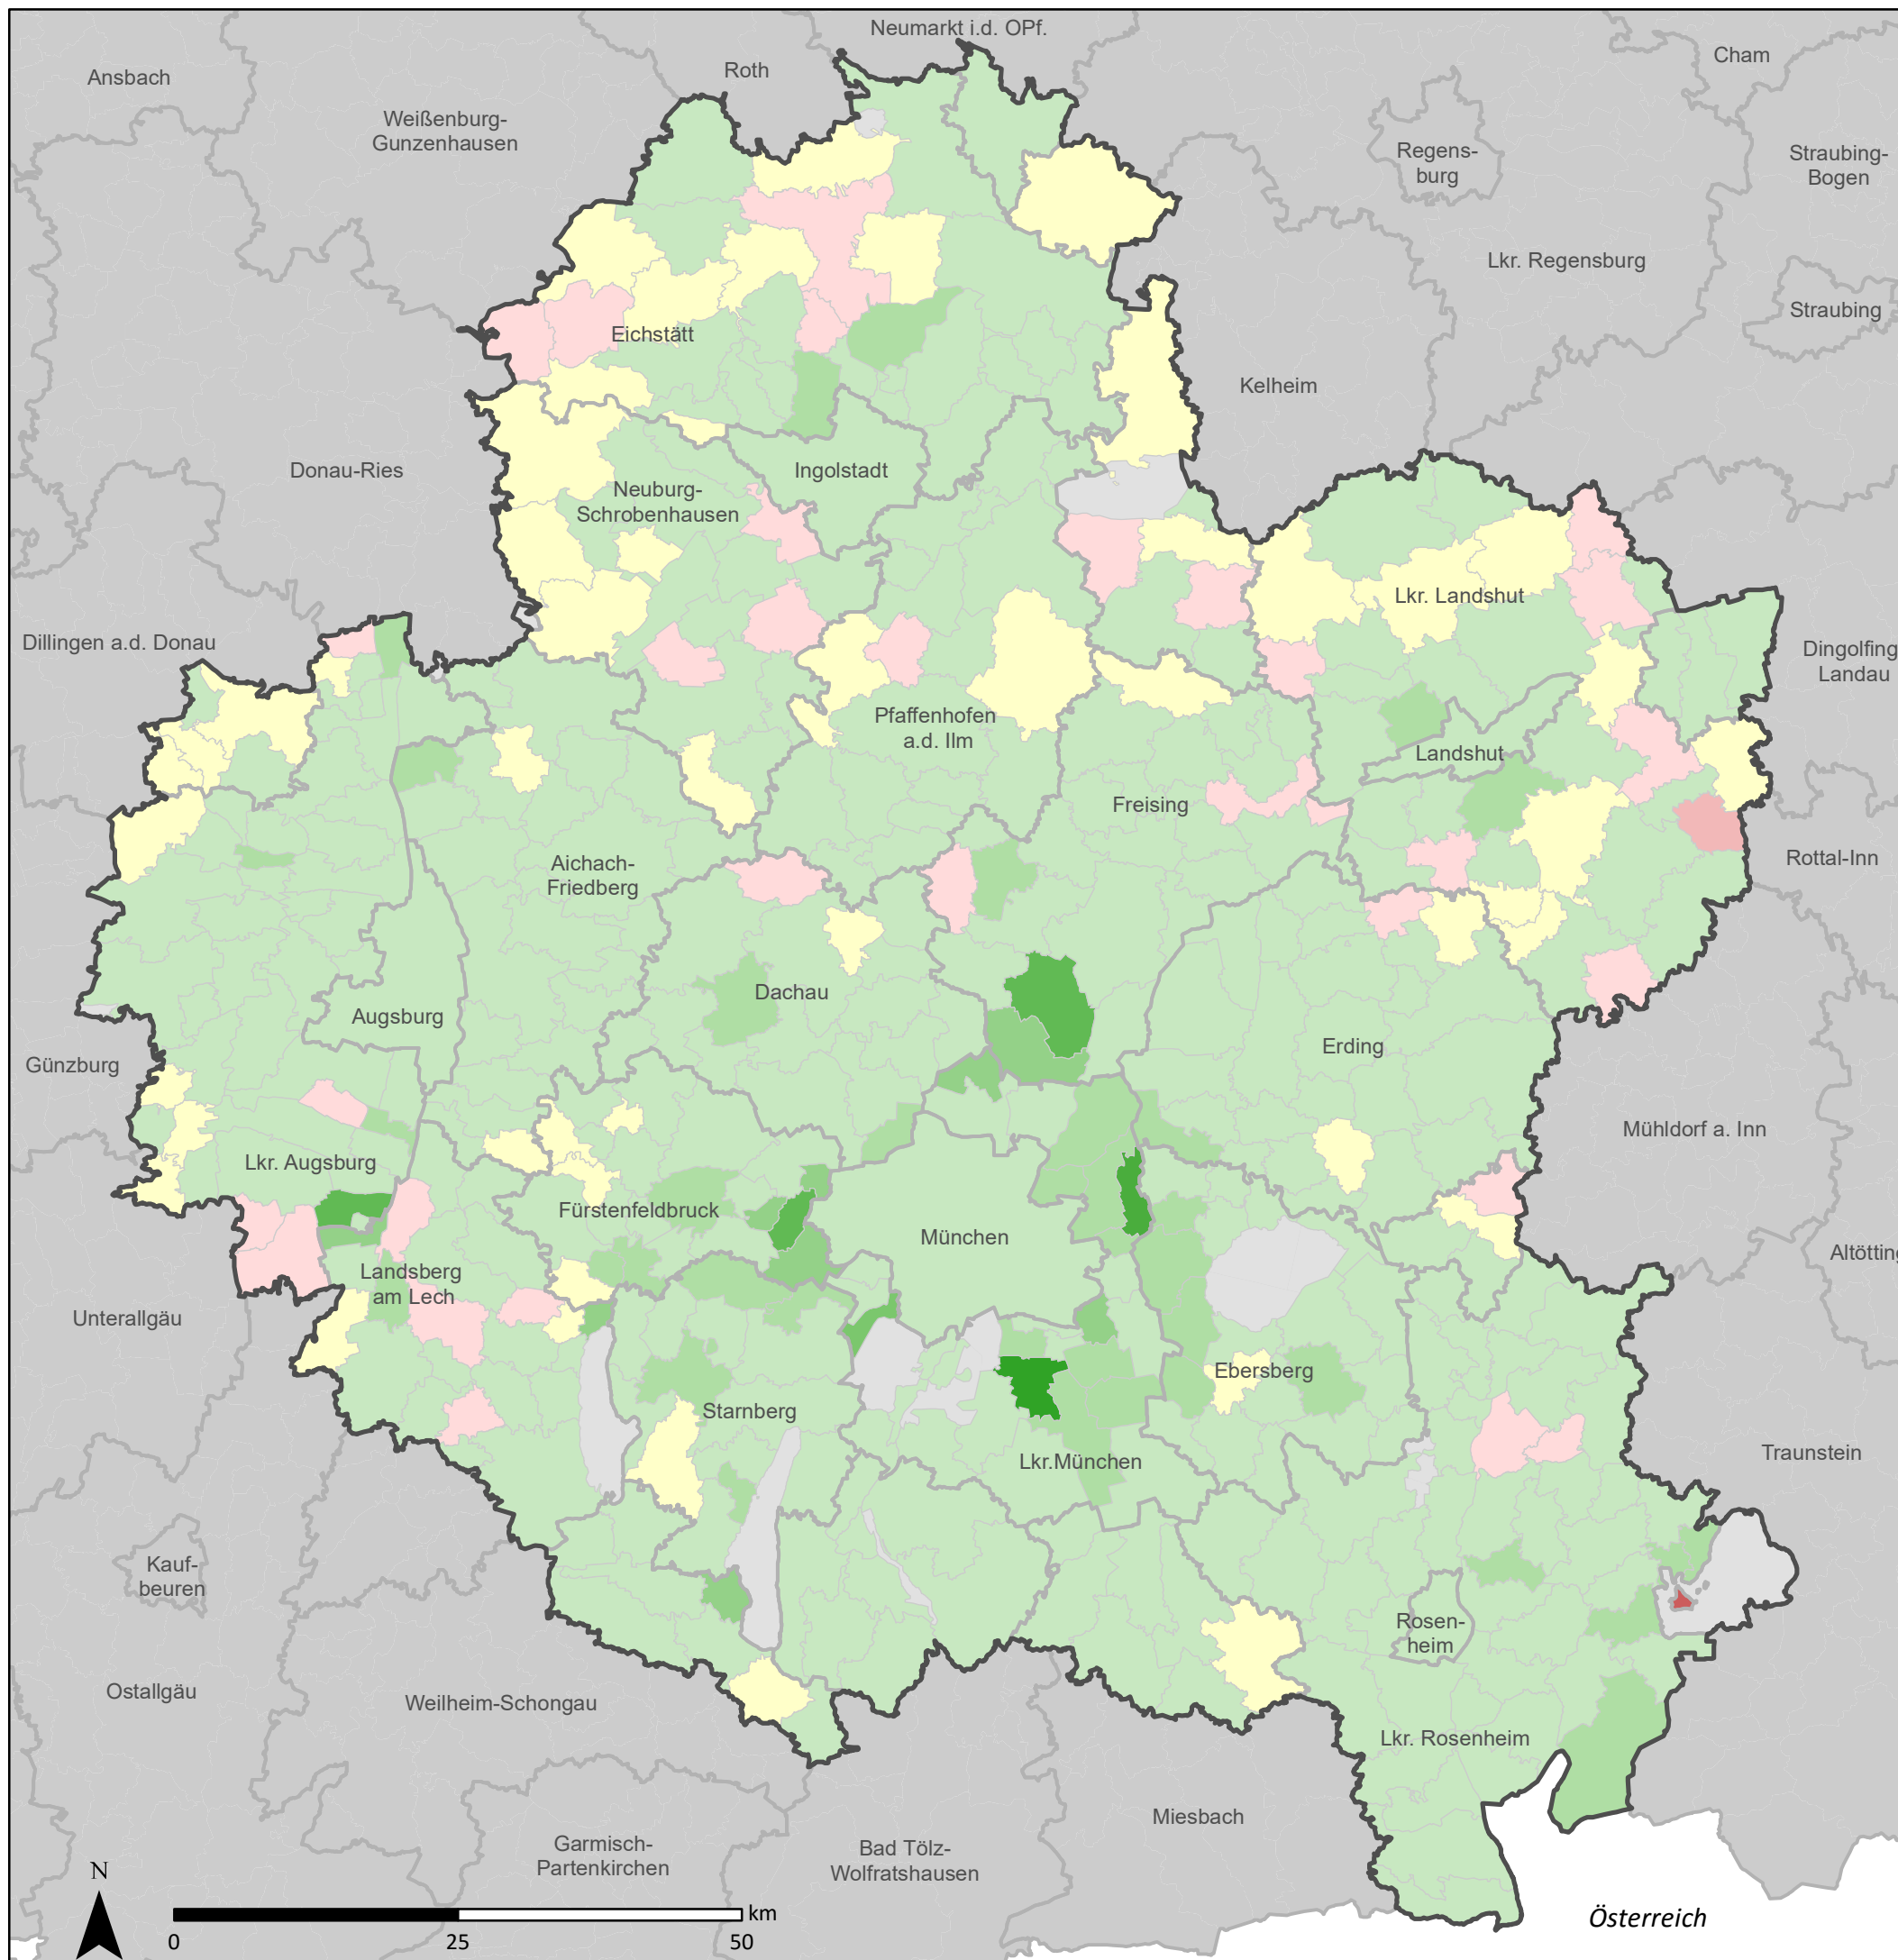 Neumarkt i.d. OPf.
Ansbach
Roth
Cham
Weißenburg-
Gunzenhausen
Regens-
burg
Straubing-
Bogen
Lkr. Regensburg
Straubing
Eichstätt
Kelheim
Donau-Ries
Ingolstadt
Neuburg-
Schrobenhausen
Lkr. Landshut
Dillingen a.d. Donau
Dingolfing
Landau
Pfaffenhofen
a.d. Ilm
Landshut
Freising
Aichach-
Friedberg
Rottal-Inn
Dachau
Augsburg
Erding
Günzburg
Mühldorf a. Inn
Lkr. Augsburg
Fürstenfeldbruck
München
Altötting
Landsberg
am Lech
Unterallgäu
Ebersberg
Starnberg
Lkr.München
Traunstein
Kauf-
beuren
Rosen-
heim
Ostallgäu
Weilheim-Schongau
Lkr. Rosenheim
Miesbach
Garmisch-
Partenkirchen
Bad Tölz-
Wolfratshausen
N
km
0 25 50
Österreich